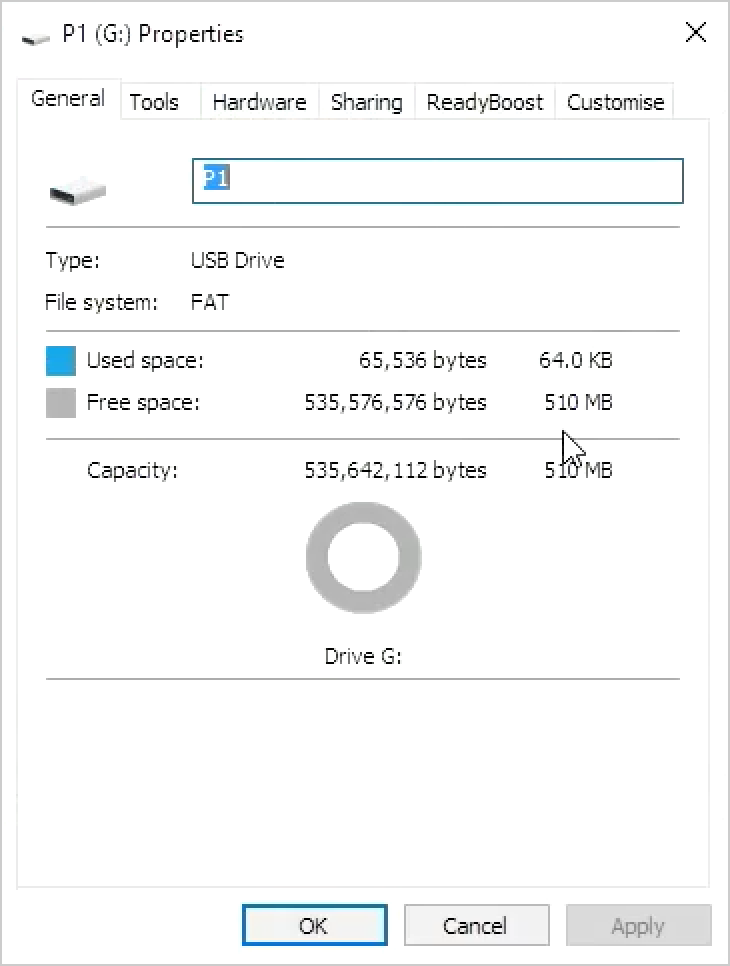 P1 (G:) Properties
General Tools Hardware Sharing ReadyBoost Customise
P1
Type: USB Drive
File system: FAT
Used space: 65,536 bytes 64.0 KB
Free space: 535,576,576 bytes 510 MB
Capacity: 535,642,112 bytes 510 MB
Drive G:
OK Cancel Apply